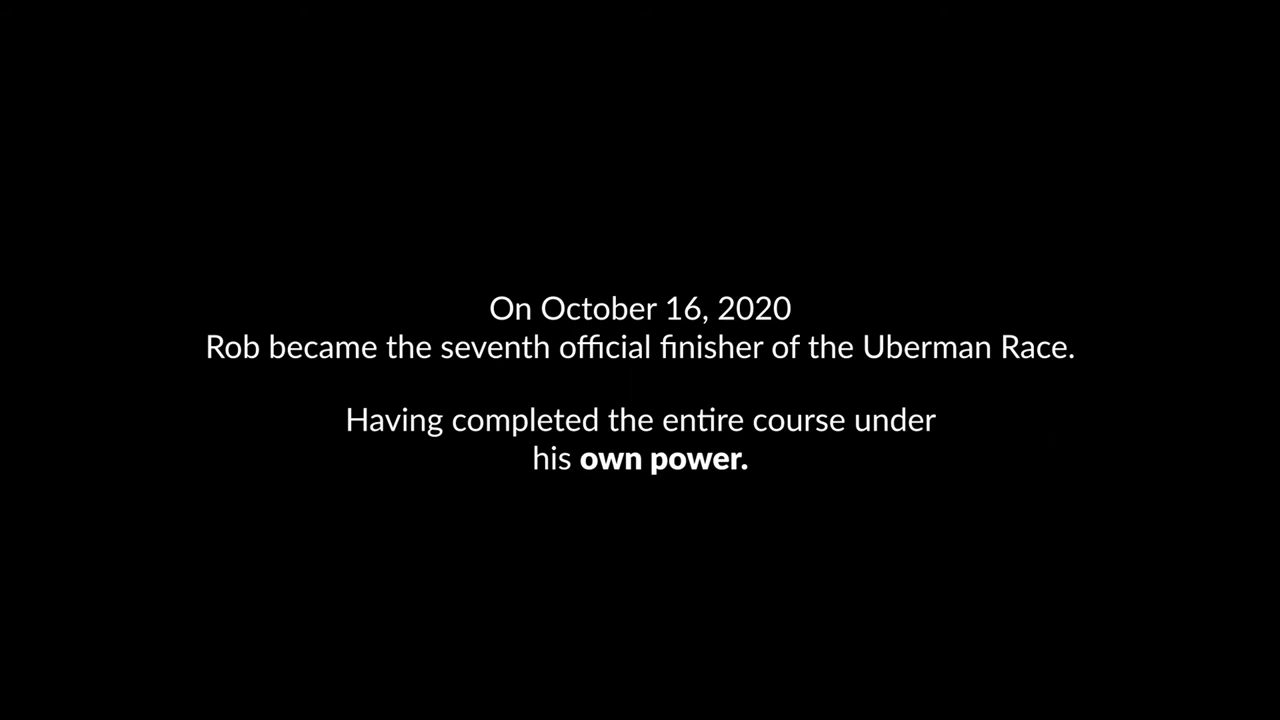 On October 16, 2020
Rob became the seventh official finisher of the Uberman Race.
Having completed the entire course under
his own power.